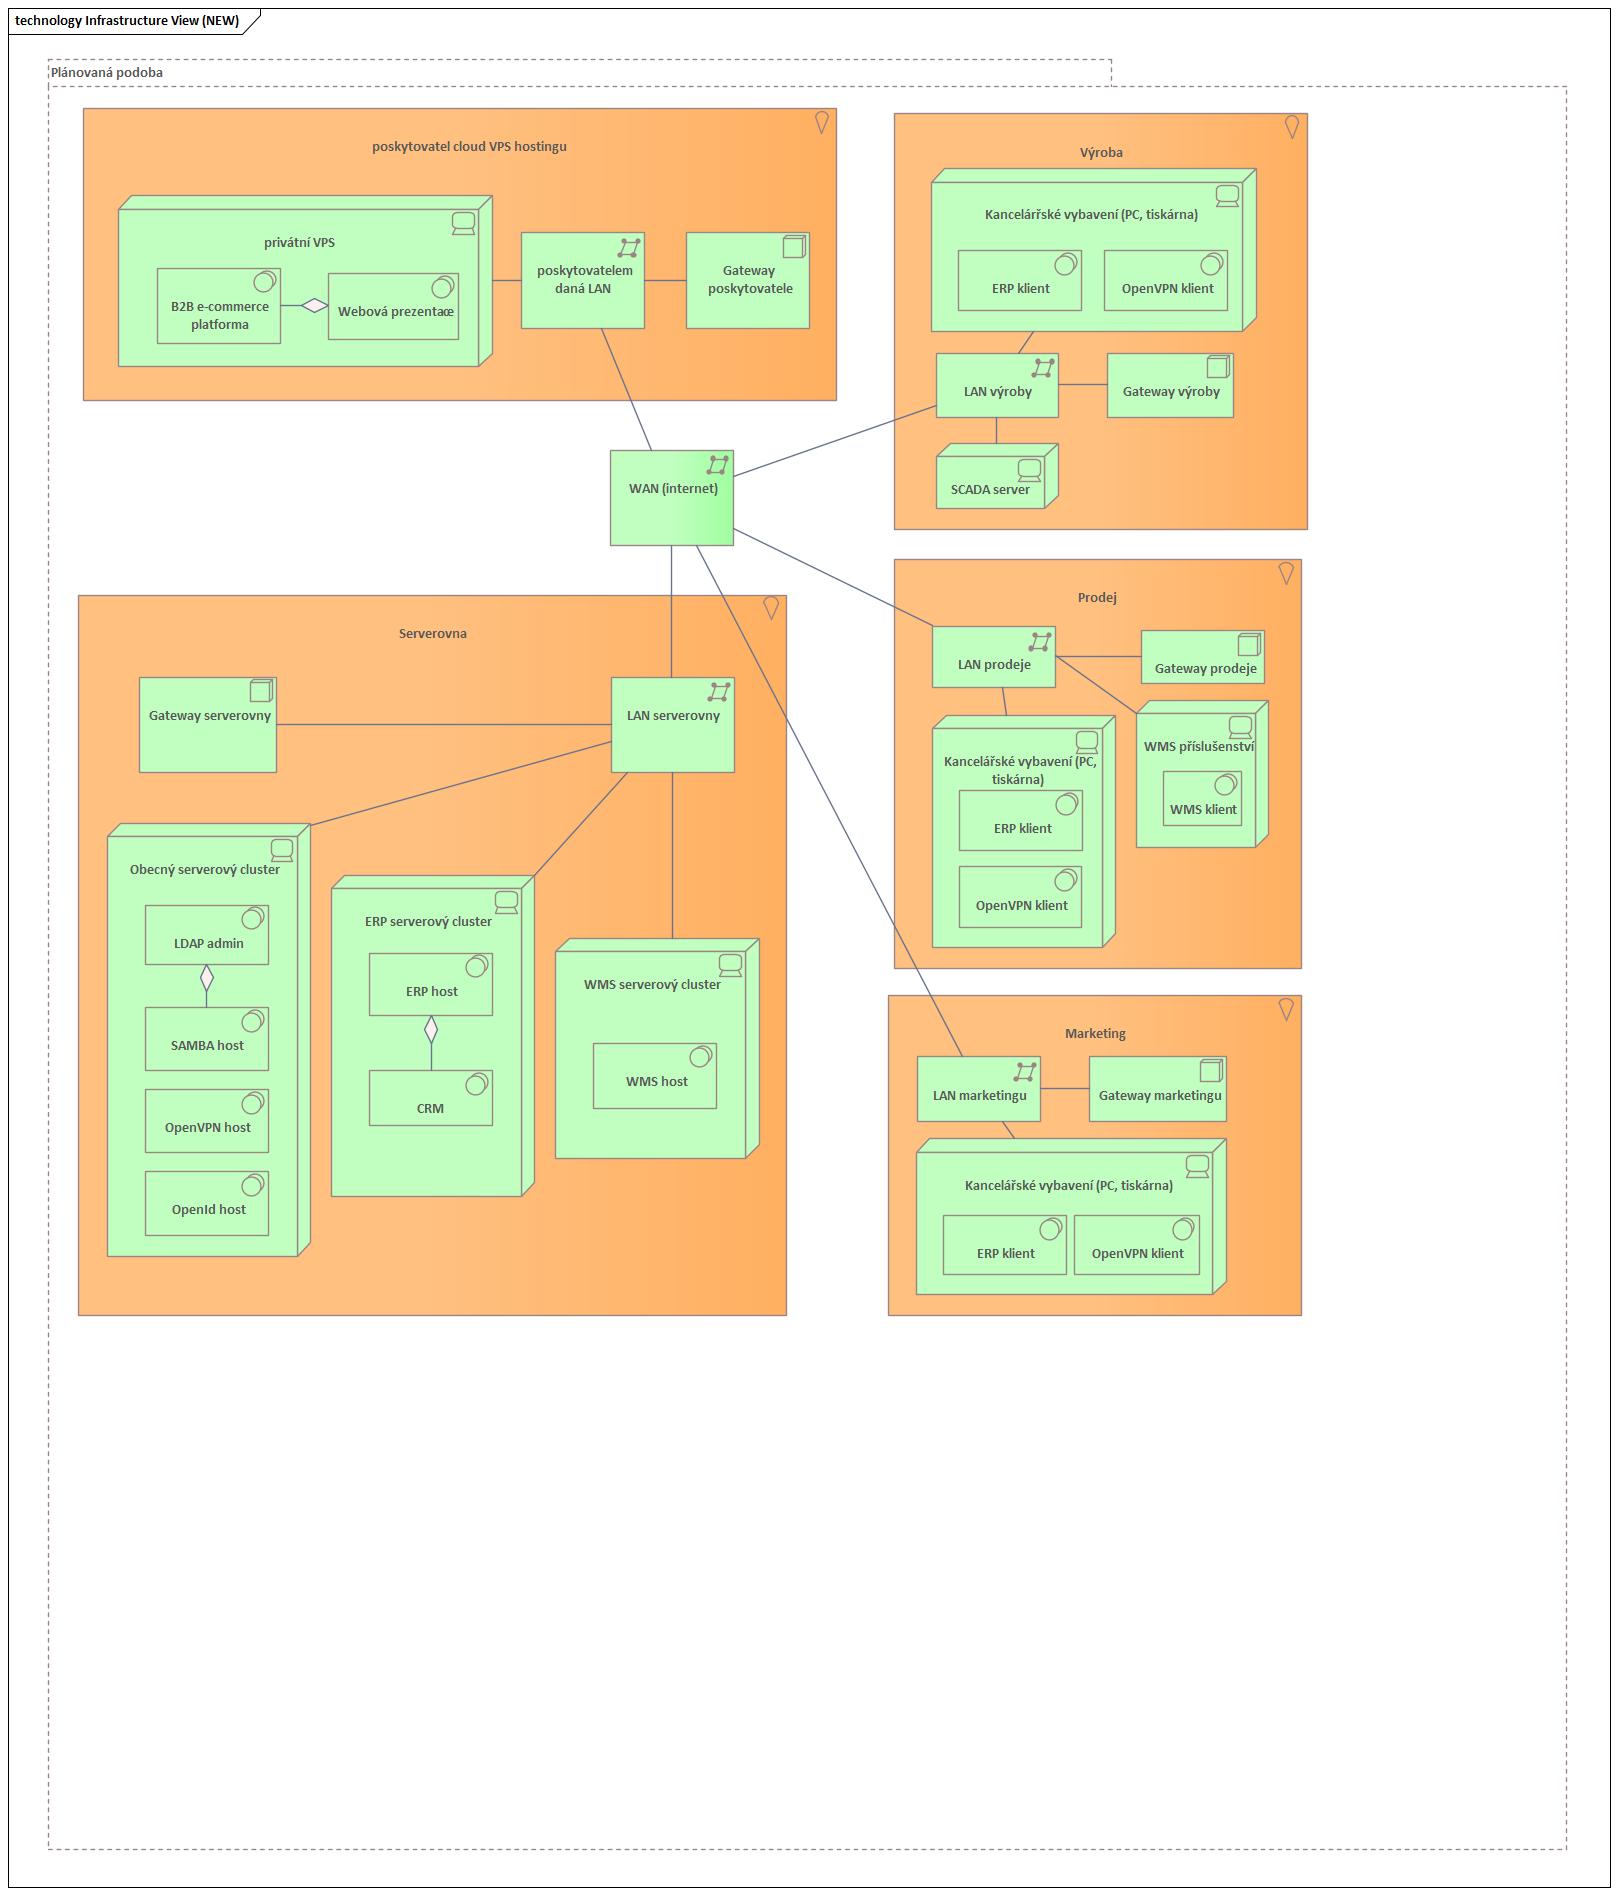 technology Infrastructure View (NEW)
Plánovaná podoba
poskytovatel cloud VPS hostingu
privátní VPS
B2B e-commerce
platforma
Webová prezentace
poskytovatelem
daná LAN
Gateway
poskytovatele
Výroba
Kancelářské vybavení (PC, tiskárna)
ERP klient
OpenVPN klient
LAN výroby
Gateway výroby
SCADA server
WAN (internet)
Prodej
LAN prodeje
Gateway prodeje
Kancelářské vybavení (PC,
tiskárna)
ERP klient
OpenVPN klient
WMS příslušenství
WMS klient
Serverovna
Gateway serverovny
LAN serverovny
Obecný serverový cluster
LDAP admin
SAMBA host
OpenVPN host
OpenId host
ERP serverový cluster
ERP host
CRM
WMS serverový cluster
WMS host
Marketing
LAN marketingu
Gateway marketingu
Kancelářské vybavení (PC, tiskárna)
ERP klient
OpenVPN klient